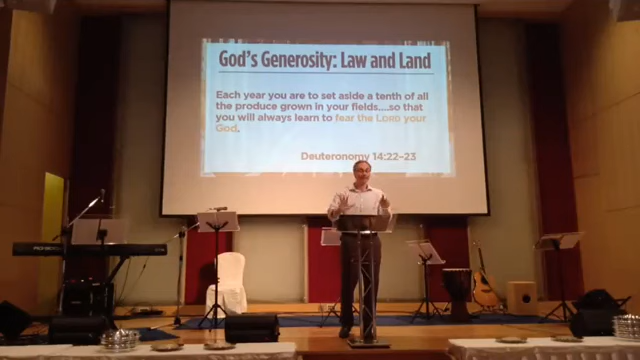 God's Generosity: Law and Land
Each year you are to set aside a tenth of all
the produce grown in your fields....so that
you will always learn to fear the LORD your
God.
Deuteronomy 14:22-23